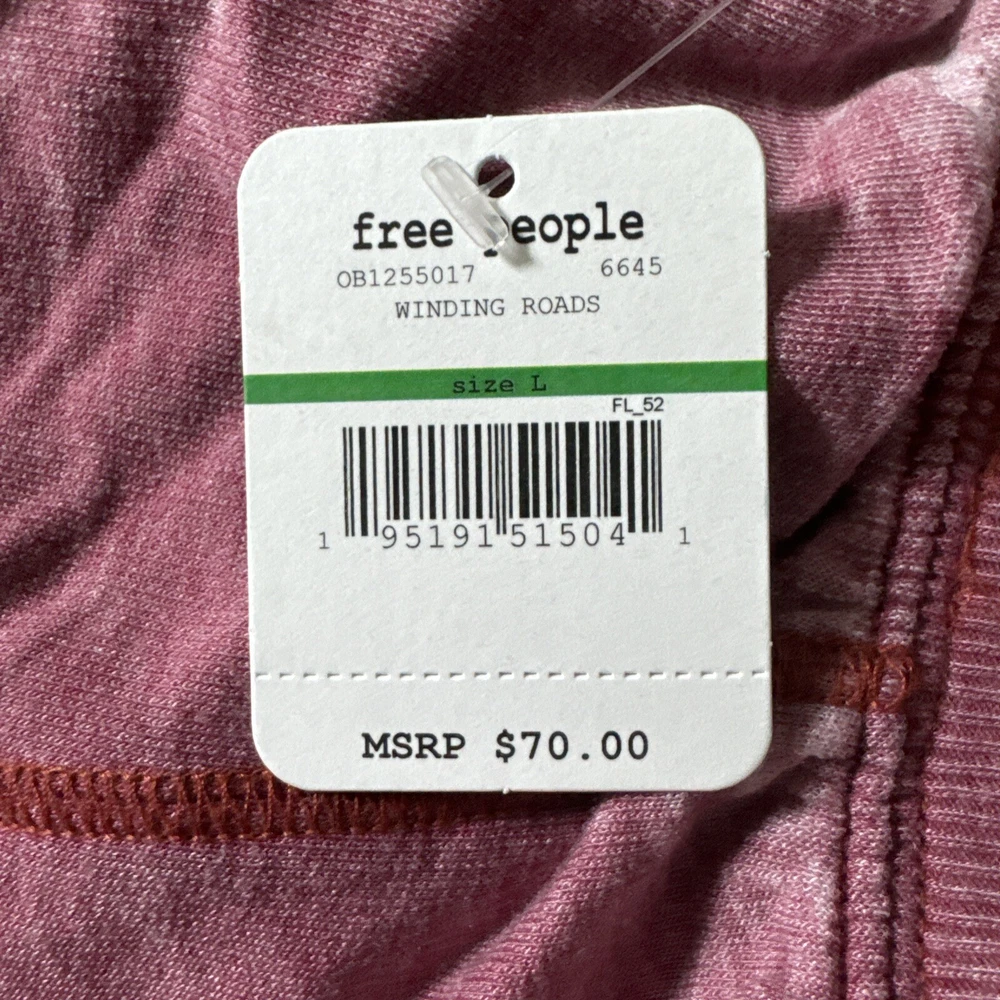 free people
OB1255017 6645
WINDING ROADS
size L
FL_52
1 95191 51504 1
MSRP $70.00